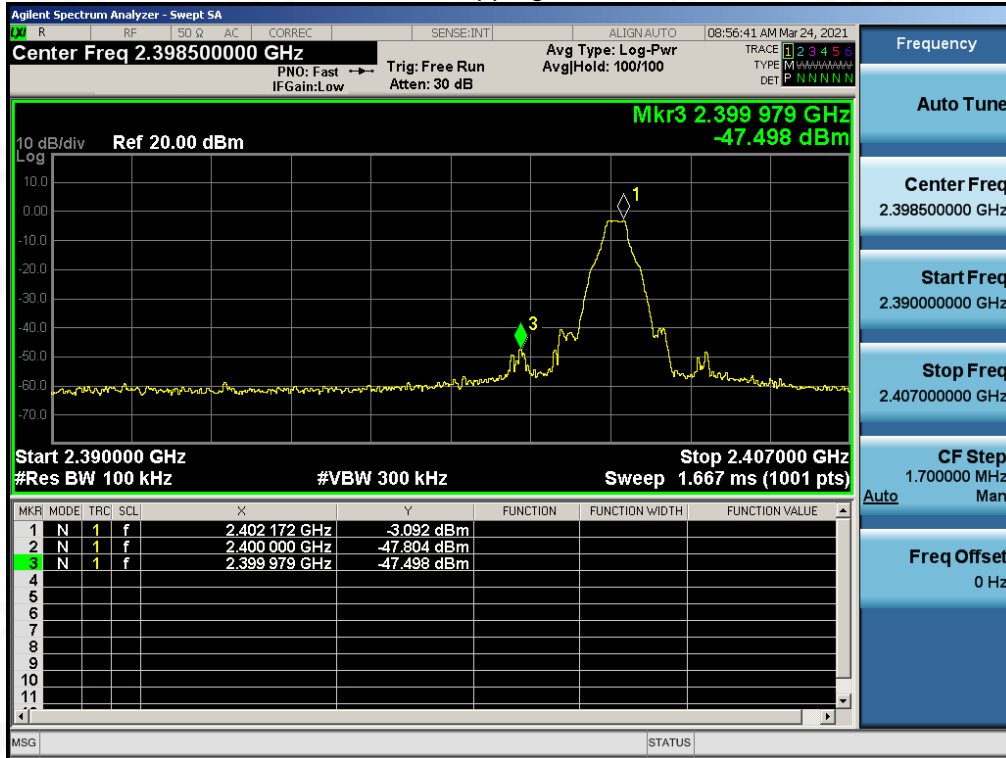 Agilent Spectrum Analyzer - Swept SA
LXI R RF 50 Ω AC CORREC SENSE:INT ALIGN AUTO 08:56:41 AM Mar 24, 2021
Center Freq 2.398500000 GHz
PNO: Fast
IFGain:Low
Trig: Free Run
Atten: 30 dB
Avg Type: Log-Pwr
Avg|Hold: 100/100
TRACE 1 2 3 4 5 6
TYPE M WWWWW
DET P N N N N N
Mkr3 2.399 979 GHz
-47.498 dBm
10 dB/div
Log
Ref 20.00 dBm
10.0
0.00
-10.0
-20.0
-30.0
-40.0
-50.0
-60.0
-70.0
1
3
Start 2.390000 GHz
Stop 2.407000 GHz
#Res BW 100 kHz
#VBW 300 kHz
Sweep 1.667 ms (1001 pts)
MKR MODE TRC SCL X Y FUNCTION FUNCTION WIDTH FUNCTION VALUE
1 N 1 f 2.402 172 GHz -3.092 dBm
2 N 1 f 2.400 000 GHz -47.804 dBm
3 N 1 f 2.399 979 GHz -47.498 dBm
4
5
6
7
8
9
10
11
MSG
STATUS
Frequency
Auto Tune
Center Freq
2.398500000 GHz
Start Freq
2.390000000 GHz
Stop Freq
2.407000000 GHz
CF Step
1.700000 MHz
Auto Man
Freq Offset
0 Hz